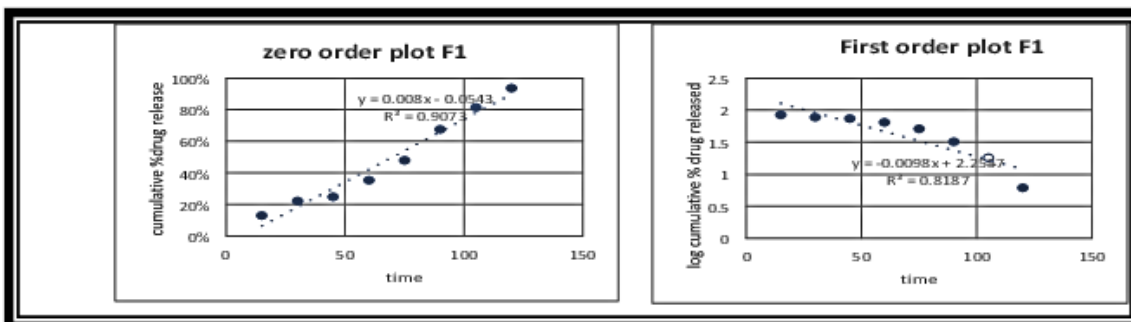 zero order plot F1
cumulative %drug release
100%
80%
60%
40%
20%
0%
y = 0.008x - 0.0543
R² = 0.9073
0 50 100 150
time
First order plot F1
log cumulative % drug released
2.5
2
1.5
1
0.5
0
y = -0.0098x +
R² = 0.8187
0 50 100 150
time